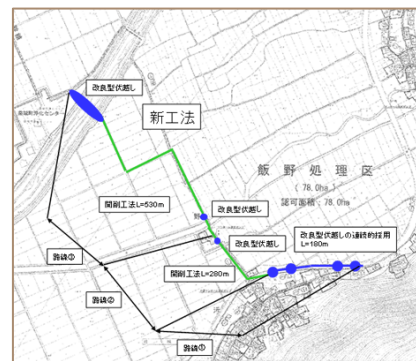 改良型伏越し
新工法
飯野処理区
(78.0ha)
認可面積:78.0ha
開削工法L=530m
改良型伏越し
改良型伏越し
改良型伏越しの連続的採用
L=180m
開削工法L=280m
路線③
路線②
路線①